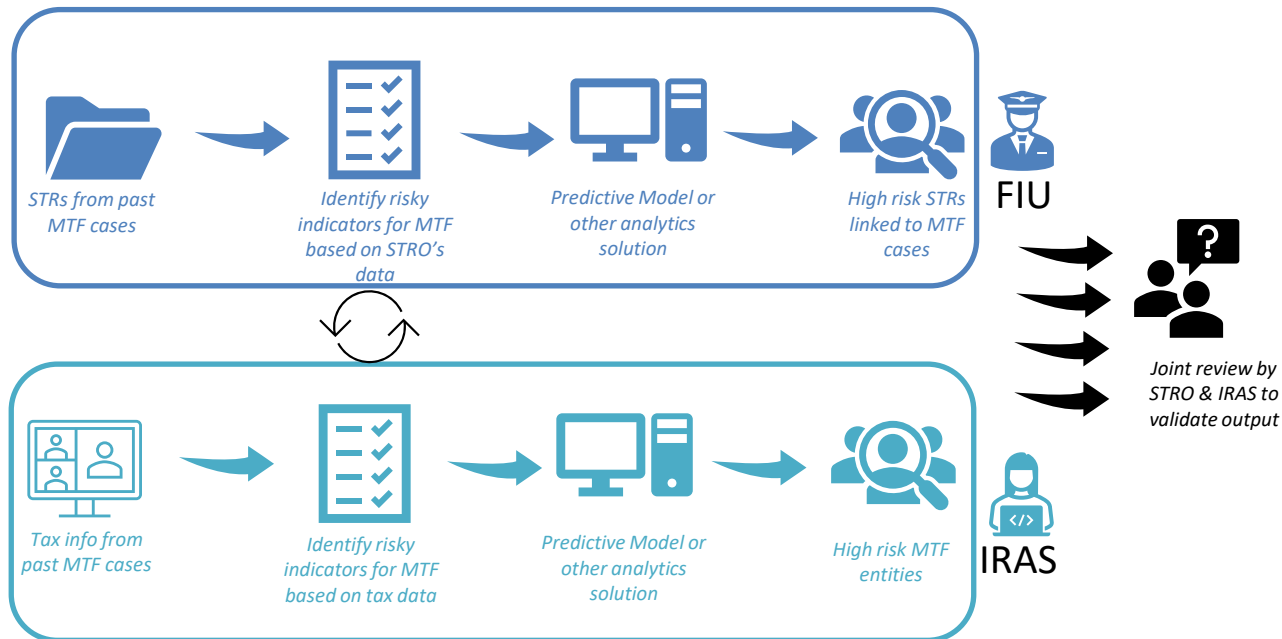 STRs from past
MTF cases
Identify risky
indicators for MTF
based on STRO's
data
Predictive Model or
other analytics
solution
High risk STRs
linked to MTF
cases
FIU
?
Joint review by
STRO & IRAS to
validate output
Tax info from
past MTF cases
Identify risky
indicators for MTF
based on tax data
Predictive Model or
other analytics
solution
High risk MTF
entities
</>
IRAS